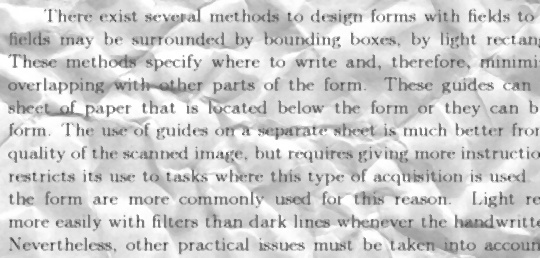 There exist several methods to design forms with fields to
fields may be surrounded by bounding boxes, by light rectang
These methods specify where to write and, therefore, minimi
overlapping with other parts of the form. These guides can
sheet of paper that is located below the form or they can b
form. The use of guides on a separate sheet is much better from
quality of the scanned image, but requires giving more instructio
restricts its use to tasks where this type of acquisition is used.
the form are more commonly used for this reason. Light re
more easily with filters than dark lines whenever the handwritte
Nevertheless, other practical issues must be taken into accoun